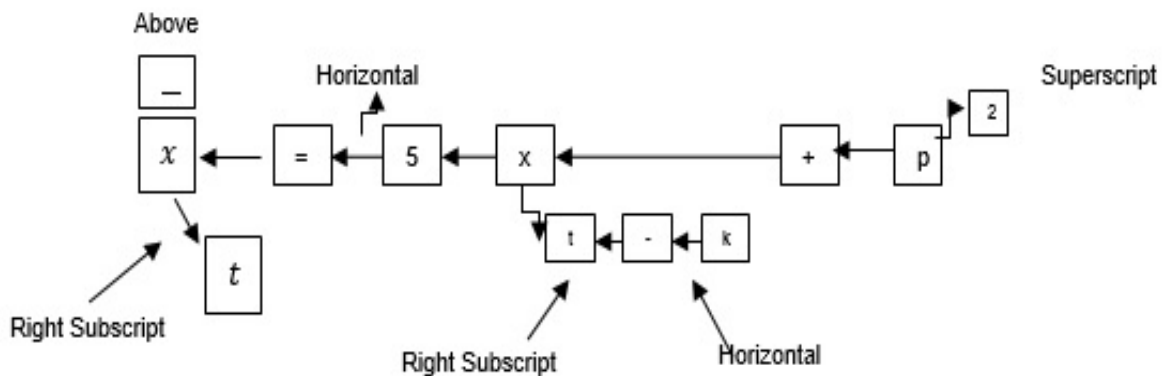 Above
_
Horizontal
Superscript
2
x = 5 x + p
t - k
t
Right Subscript
Right Subscript
Horizontal